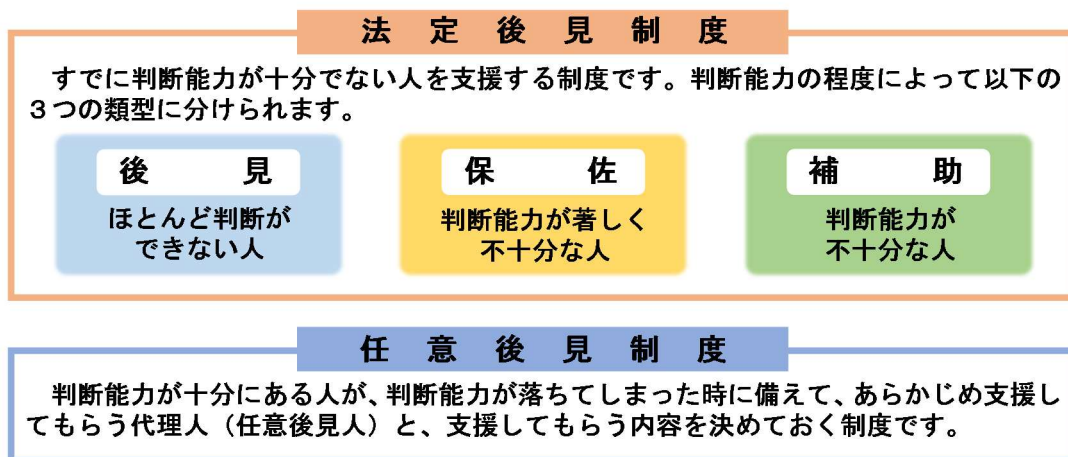 法定後見制度
すでに判断能力が十分でない人を支援する制度です。判断能力の程度によって以下の
３つの類型に分けられます。
後見
ほとんど判断が
できない人
保佐
判断能力が著しく
不十分な人
補助
判断能力が
不十分な人
任意後見制度
判断能力が十分にある人が、判断能力が落ちてしまった時に備えて、あらかじめ支援し
てもらう代理人（任意後見人）と、支援してもらう内容を決めておく制度です。